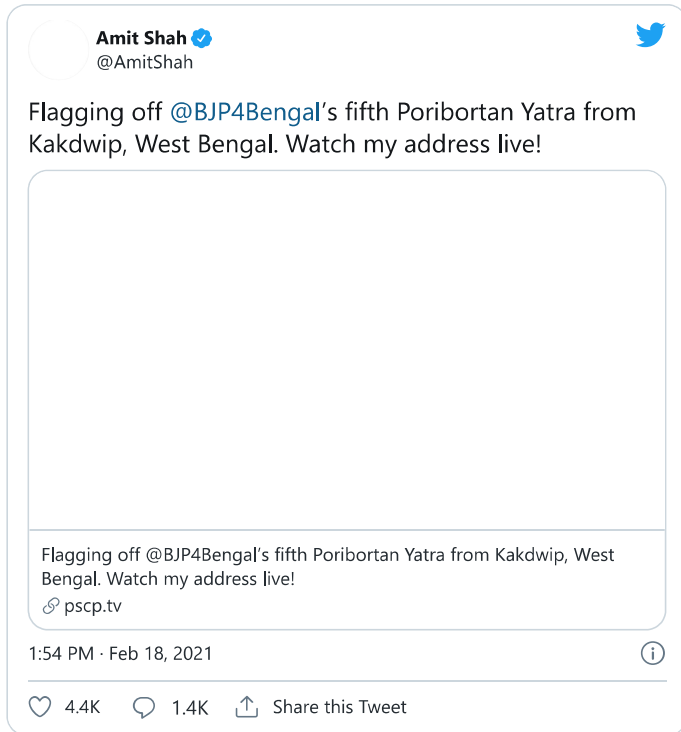 Amit Shah
@AmitShah
Flagging off @BJP4Bengal's fifth Poribortan Yatra from
Kakdwip, West Bengal. Watch my address live!
Flagging off @BJP4Bengal's fifth Poribortan Yatra from Kakdwip, West
Bengal. Watch my address live!
pscp.tv
1:54 PM · Feb 18, 2021
4.4K 1.4K Share this Tweet